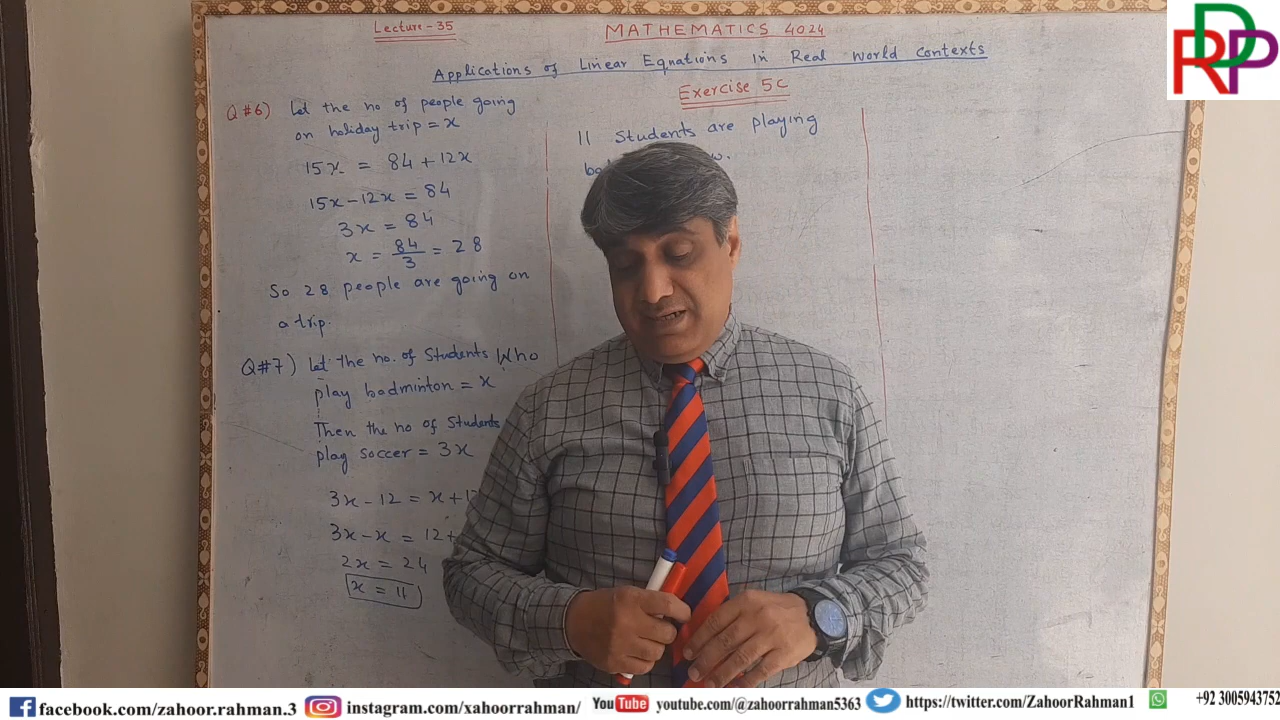 Lecture-35
MATHEMATICS 4024
Applications of Linear Equations in Real World Contexts
Exercise 5C
Q#6) Let the no of people going
on holiday trip = x
15x = 84 + 12x
15x - 12x = 84
3x = 84
x = 84/3 = 28
So 28 people are going on
a trip.
Q#7) Let the no. of Students Who
play badminton = x
Then the no of Students
play soccer = 3x
3x - 12 = x + 
3x - x = 12 +
2x = 24
x = 11
11 Students are playing
RDP
facebook.com/zahoor.rahman.3
instagram.com/xahoorrahman/
YouTube youtube.com/@zahoorrahman5363
https://twitter.com/ZahoorRahman1
+92 3005943752